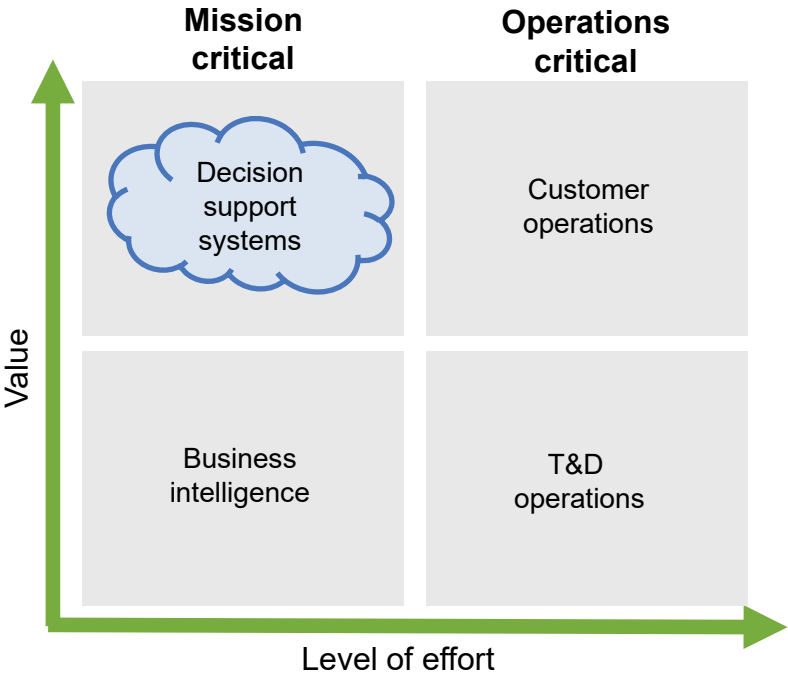 Mission
critical
Operations
critical
Decision
support
systems
Customer
operations
Value
Business
intelligence
T&D
operations
Level of effort